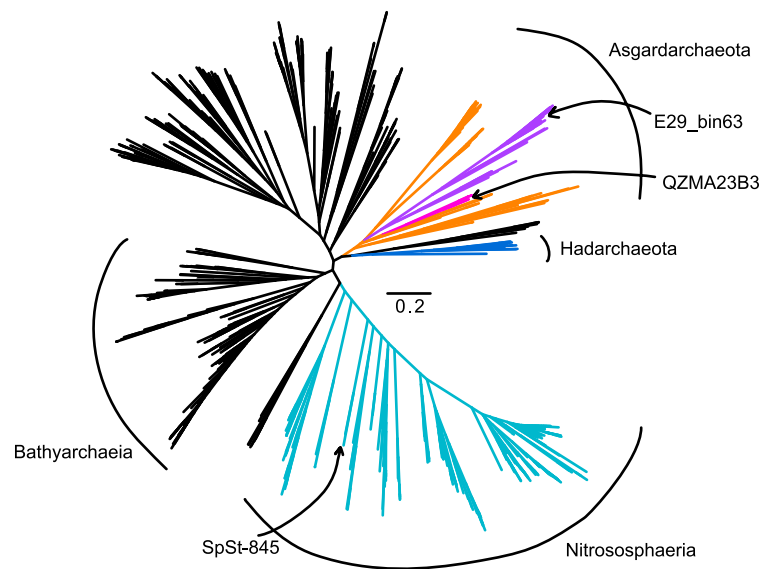 Asgardarchaeota
E29_bin63
QZMA23B3
Hadarchaeota
0.2
Bathyarchaeia
SpSt-845
Nitrososphaeria